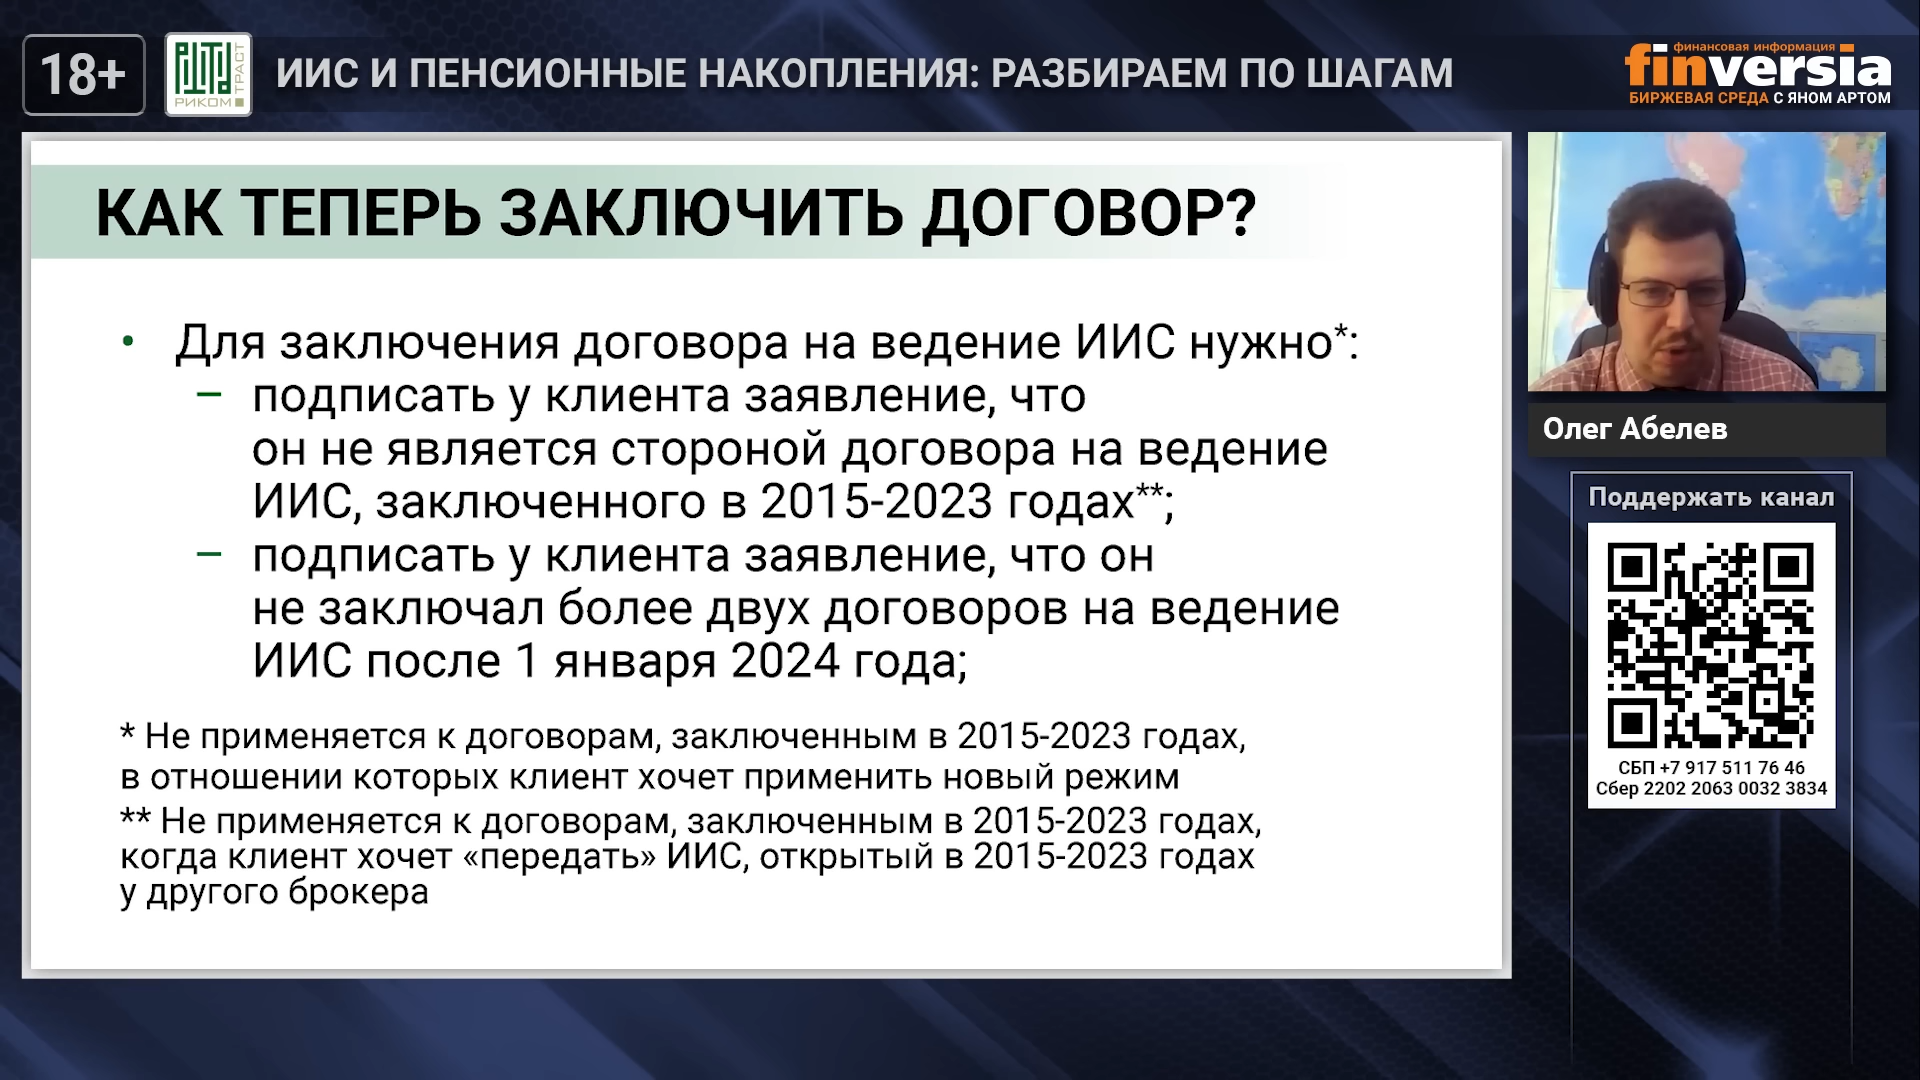 18+
РИКОМ
ТРАСТ
ИИС И ПЕНСИОННЫЕ НАКОПЛЕНИЯ: РАЗБИРАЕМ ПО ШАГАМ
финансовая информация
finversia
БИРЖЕВАЯ СРЕДА С ЯНОМ АРТОМ
КАК ТЕПЕРЬ ЗАКЛЮЧИТЬ ДОГОВОР?
• Для заключения договора на ведение ИИС нужно*:
– подписать у клиента заявление, что
он не является стороной договора на ведение
ИИС, заключенного в 2015-2023 годах**;
– подписать у клиента заявление, что он
не заключал более двух договоров на ведение
ИИС после 1 января 2024 года;
* Не применяется к договорам, заключенным в 2015-2023 годах,
в отношении которых клиент хочет применить новый режим
** Не применяется к договорам, заключенным в 2015-2023 годах,
когда клиент хочет «передать» ИИС, открытый в 2015-2023 годах
у другого брокера
Олег Абелев
Поддержать канал
СБП +7 917 511 76 46
Сбер 2202 2063 0032 3834